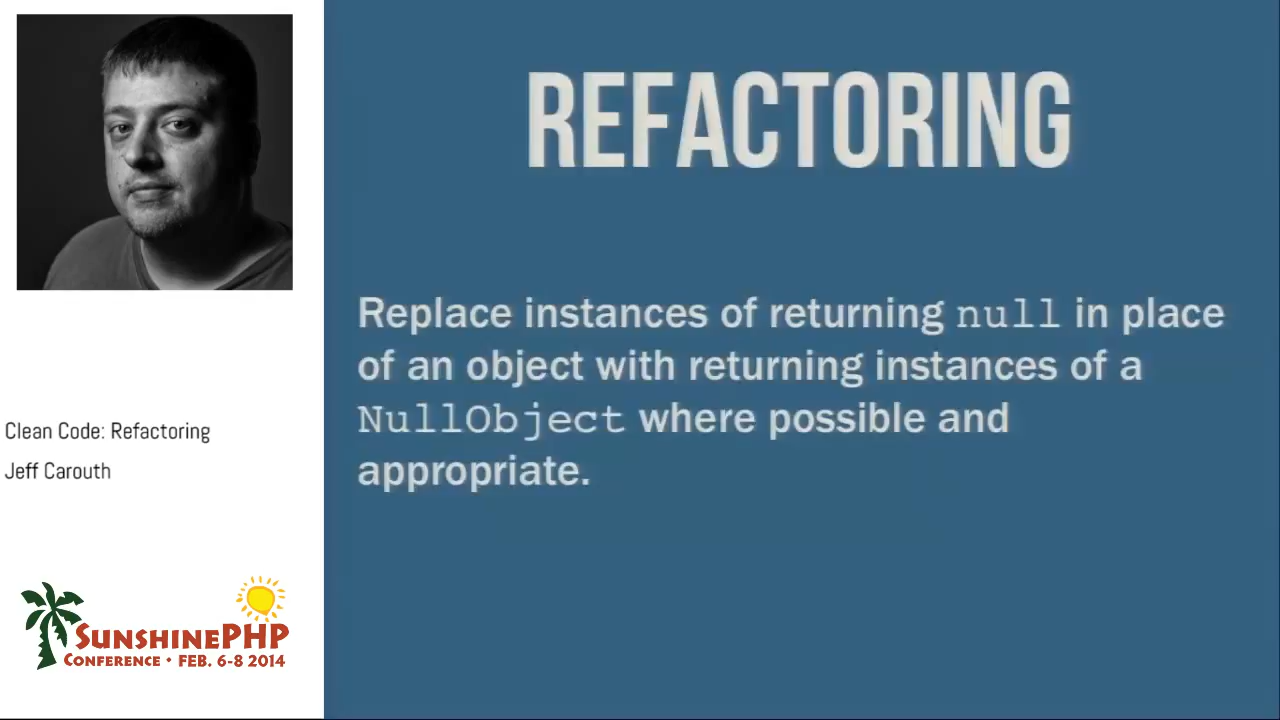 REFACTORING
Replace instances of returning null in place
of an object with returning instances of a
NullObject where possible and
appropriate.
Clean Code: Refactoring
Jeff Carouth
SUNSHINEPHP
CONFERENCE • FEB. 6-8 2014